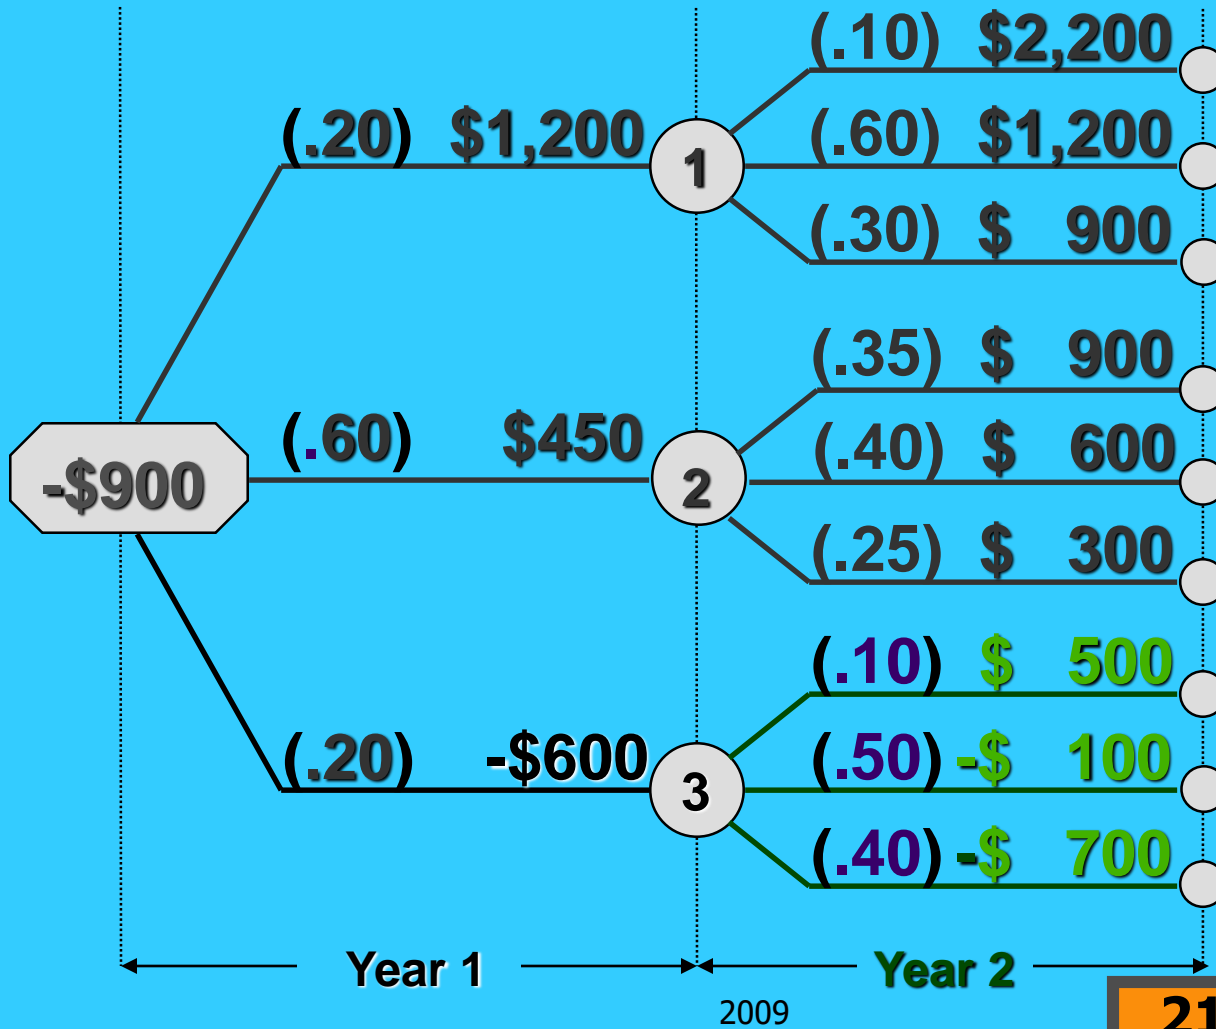 (.10) $2,200
(.20) $1,200
1
(.60) $1,200
(.30) $ 900
(.35) $ 900
-$900
(.60) $450
2
(.40) $ 600
(.25) $ 300
(.10) $ 500
(.20) -$600
3
(.50) -$ 100
(.40) -$ 700
Year 1
Year 2
2009
21